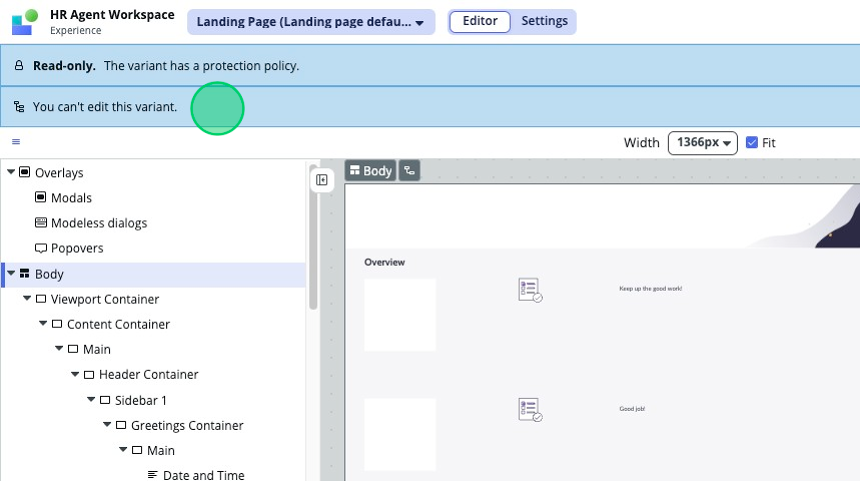 HR Agent Workspace
Experience
Landing Page (Landing page defau...
Editor
Settings
Read-only. The variant has a protection policy.
You can't edit this variant.
Width
1366px
Fit
Overlays
Modals
Modeless dialogs
Popovers
Body
Viewport Container
Content Container
Main
Header Container
Sidebar 1
Greetings Container
Main
Date and Time
Body
Overview
Keep up the good work!
Good job!